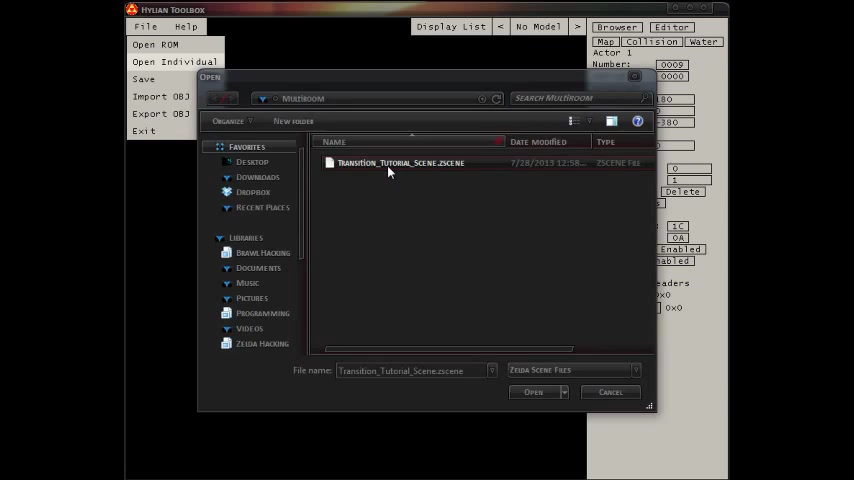 Hylian Toolbox
File Help
Display List < No Model >
Browser Editor
Open ROM
Open Individual
Save
Import OBJ
Export OBJ
Exit
Map Collision Water
Actor 1
Number: 0009
0000
180
-380
0
1
Delete
1C
0A
Enabled
nabled
eaders
0x0
0x0
Open
MultiRoom
Search MultiRoom
Organize New folder
Name Date modified Type
Transition_Tutorial_Scene.zscene 7/28/2013 12:58... ZSCENE File
Favorites
Desktop
Downloads
Dropbox
Recent Places
Libraries
Brawl Hacking
Documents
Music
Pictures
Programming
Videos
Zelda Hacking
File name: Transition_Tutorial_Scene.zscene
Zelda Scene Files
Open Cancel